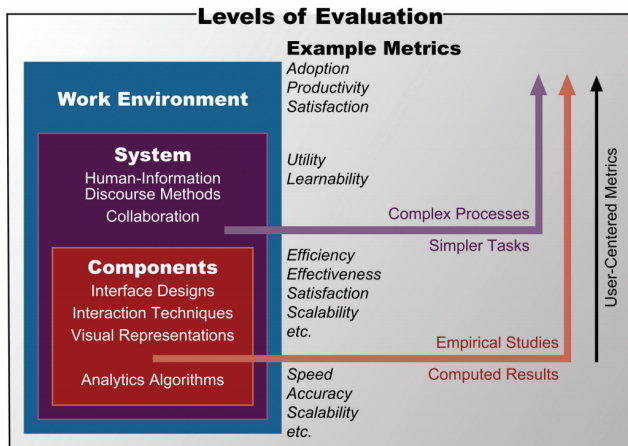 Levels of Evaluation
Example Metrics
Work Environment
Adoption
Productivity
Satisfaction
System
Human-Information
Discourse Methods
Collaboration
Utility
Learnability
Complex Processes
Simpler Tasks
Components
Interface Designs
Interaction Techniques
Visual Representations
Analytics Algorithms
Efficiency
Effectiveness
Satisfaction
Scalability
etc.
Empirical Studies
Computed Results
Speed
Accuracy
Scalability
etc.
User-Centered Metrics